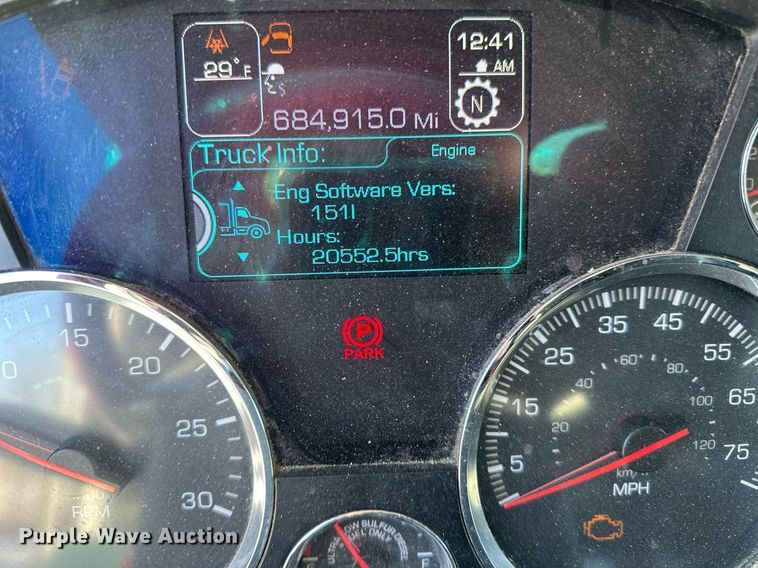 12:41
29° F
AM
N
684,915.0 Mi
Truck Info:
Engine
Eng Software Vers:
1511
Hours:
20552.5hrs
P
PARK
15
20
25
30
RPM
5
15
25
35
45
55
65
75
20
40
60
80
100
120
MPH
ULTRA LOW SULFUR DIESEL
FUEL ONLY
Purple Wave Auction